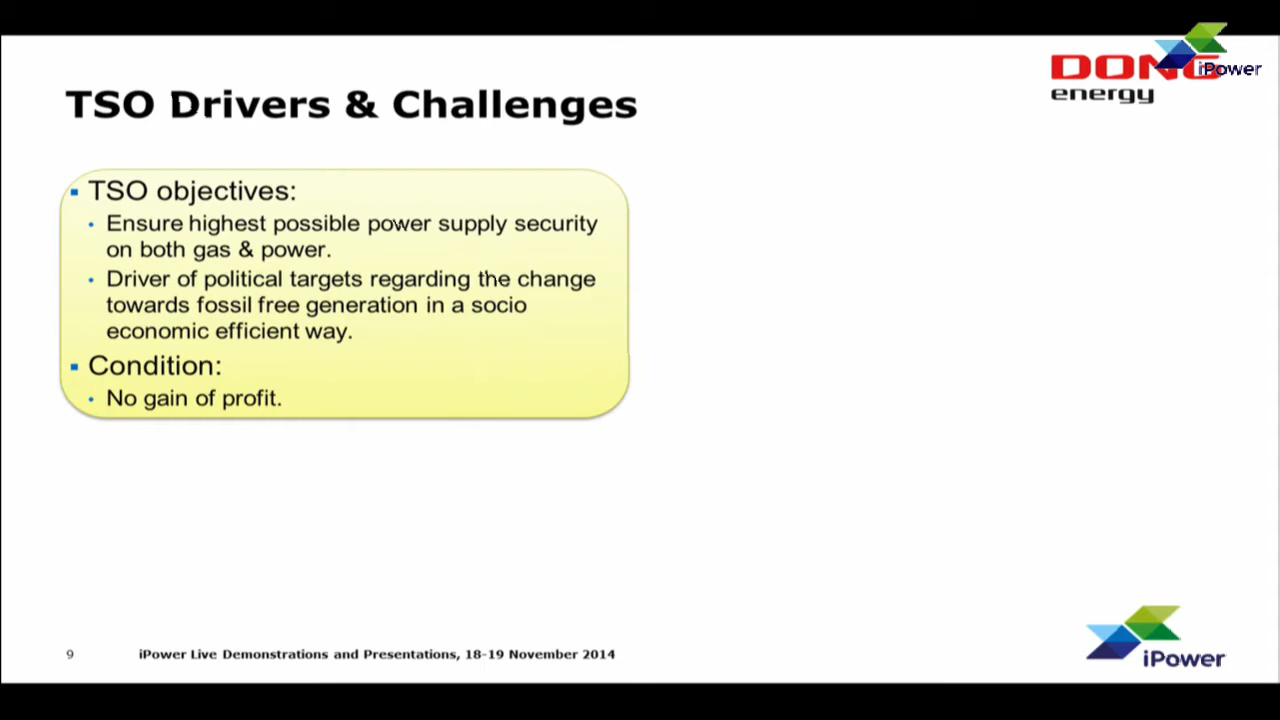 TSO Drivers & Challenges
DONG
energy
iPower
▪ TSO objectives:
• Ensure highest possible power supply security
on both gas & power.
• Driver of political targets regarding the change
towards fossil free generation in a socio
economic efficient way.
▪ Condition:
• No gain of profit.
9
iPower Live Demonstrations and Presentations, 18-19 November 2014
iPower